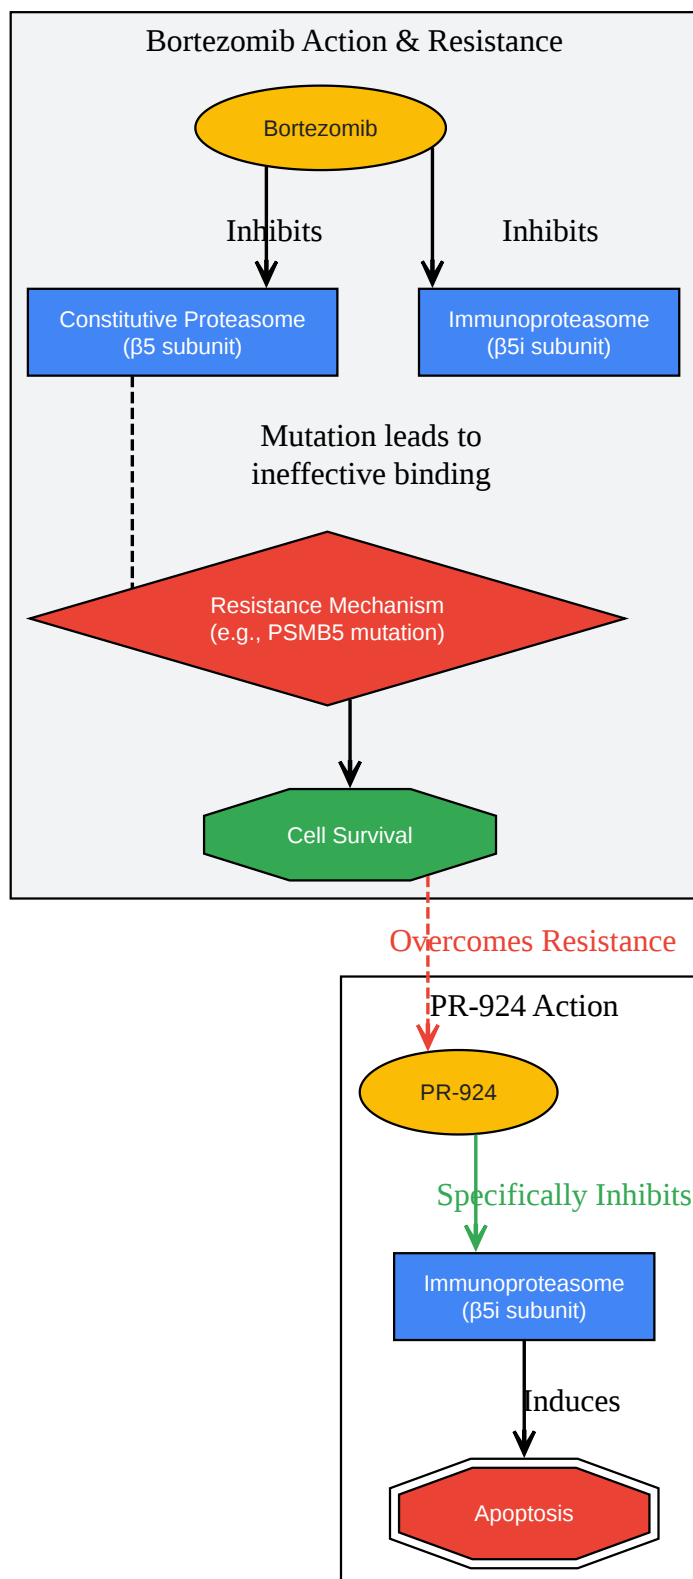 Bortezomib Action & Resistance
Bortezomib
Inhibits
Inhibits
Constitutive Proteasome
(β5 subunit)
Immunoproteasome
(β5i subunit)
Mutation leads to
ineffective binding
Resistance Mechanism
(e.g., PSMB5 mutation)
Cell Survival
Overcomes Resistance
PR-924 Action
PR-924
Specifically Inhibits
Immunoproteasome
(β5i subunit)
Induces
Apoptosis